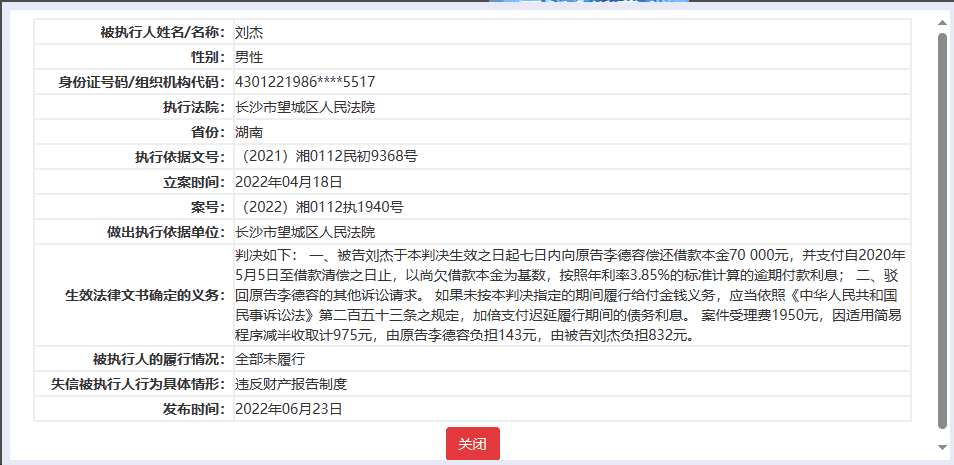 被执行人姓名/名称： 刘杰
性别： 男性
身份证号码/组织机构代码： 4301221986****5517
执行法院： 长沙市望城区人民法院
省份： 湖南
执行依据文号： （2021）湘0112民初9368号
立案时间： 2022年04月18日
案号： （2022）湘0112执1940号
做出执行依据单位： 长沙市望城区人民法院
生效法律文书确定的义务： 判决如下： 一、被告刘杰于本判决生效之日起七日内向原告李德容偿还借款本金70 000元，并支付自2020年
5月5日至借款清偿之日止，以尚欠借款本金为基数，按照年利率3.85%的标准计算的逾期付款利息； 二、驳
回原告李德容的其他诉讼请求。 如果未按本判决指定的期间履行给付金钱义务，应当依照《中华人民共和国
民事诉讼法》第二百五十三条之规定，加倍支付迟延履行期间的债务利息。 案件受理费1950元，因适用简易
程序减半收取计975元，由原告李德容负担143元，由被告刘杰负担832元。
被执行人的履行情况： 全部未履行
失信被执行人行为具体情形： 违反财产报告制度
发布时间： 2022年06月23日
关闭